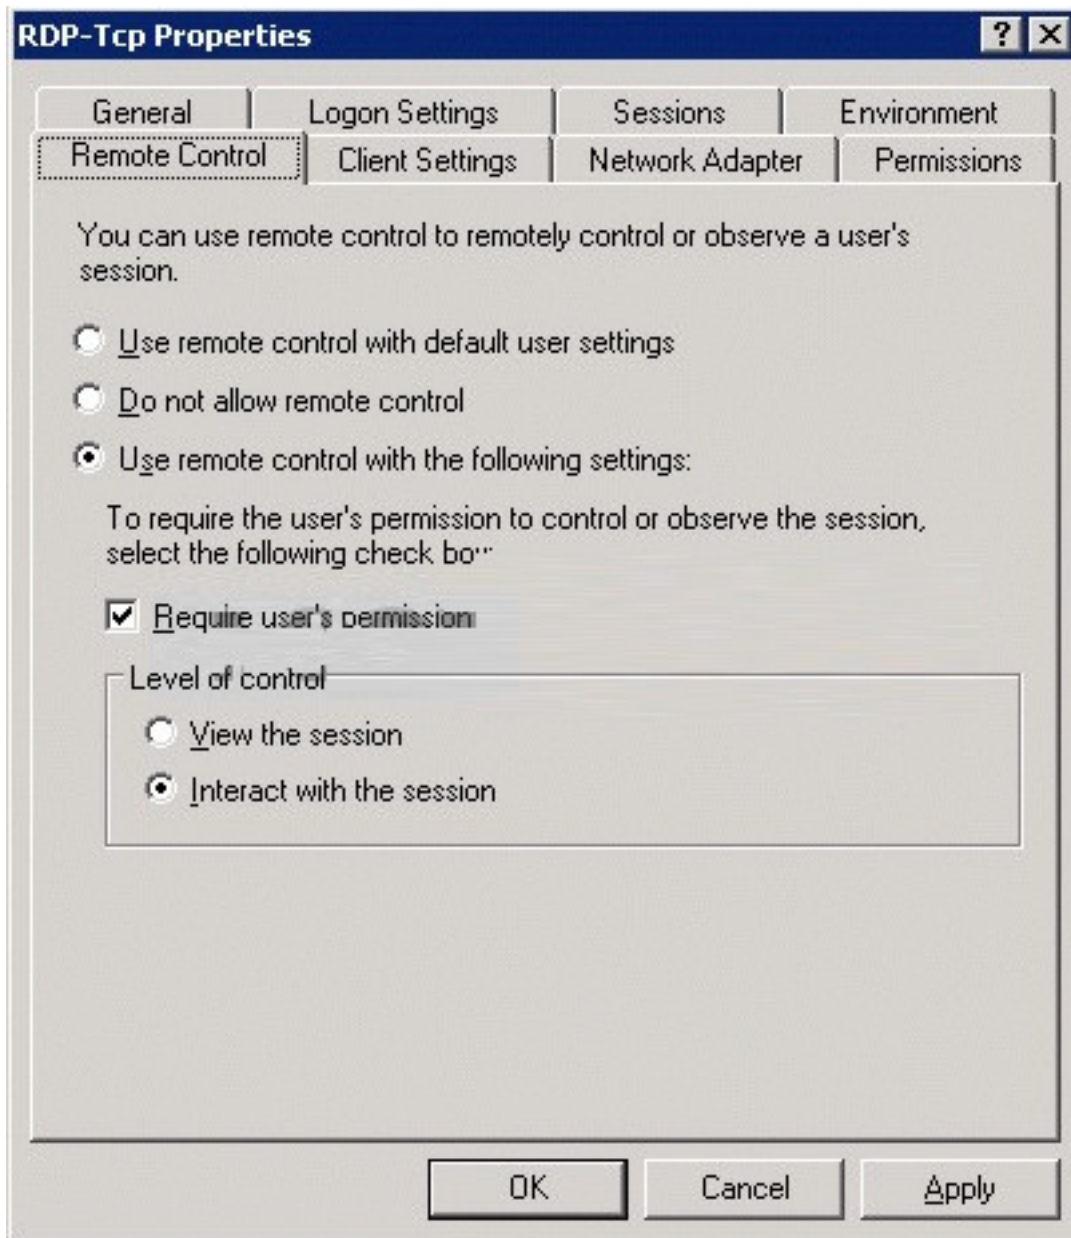 RDP-Tcp Properties
General Logon Settings Sessions Environment
Remote Control Client Settings Network Adapter Permissions
You can use remote control to remotely control or observe a user's
session.
Use remote control with default user settings
Do not allow remote control
Use remote control with the following settings:
To require the user's permission to control or observe the session,
select the following check
Require user's permission
Level of control
View the session
Interact with the session
OK Cancel Apply